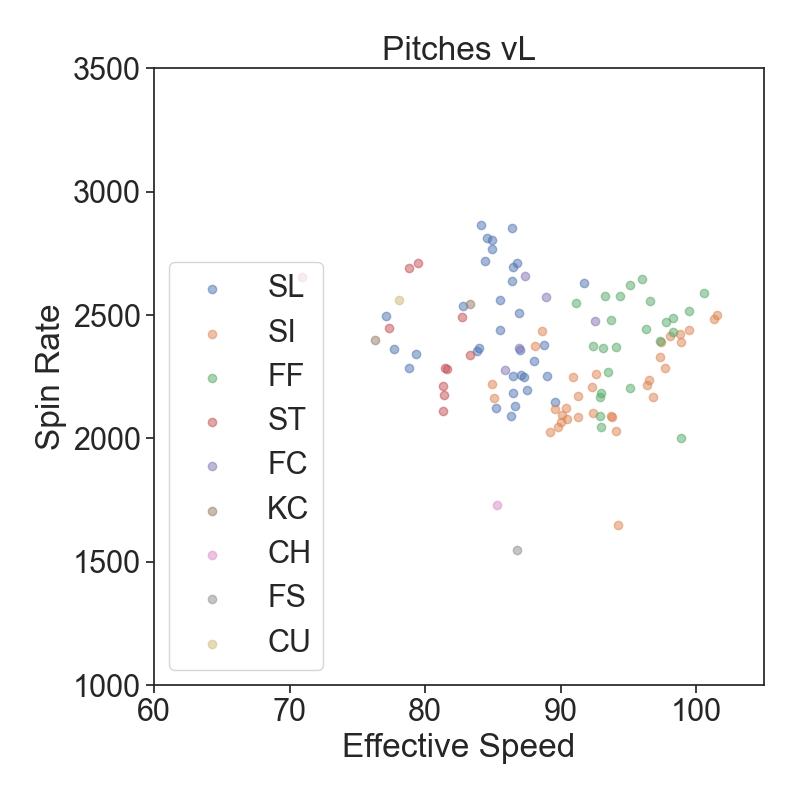 Pitches vL
3500
3000
2500
2000
1500
1000
Spin Rate
SL
SI
FF
ST
FC
KC
CH
FS
CU
60 70 80 90 100
Effective Speed